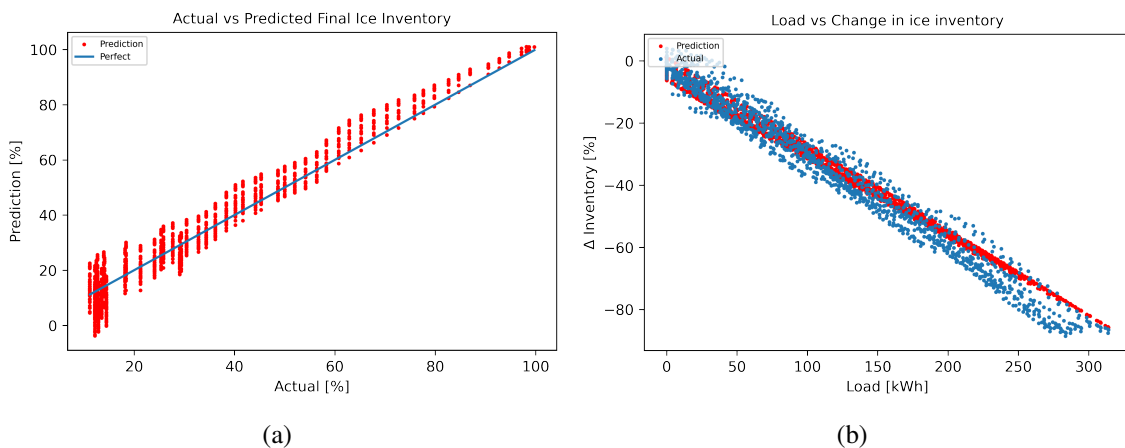 Actual vs Predicted Final Ice Inventory
Prediction
Perfect
100
80
60
40
20
0
Prediction [%]
20
40
60
80
100
Actual [%]
(a)
Load vs Change in ice inventory
Prediction
Actual
0
−20
−40
−60
−80
Δ Inventory [%]
0
50
100
150
200
250
300
Load [kWh]
(b)